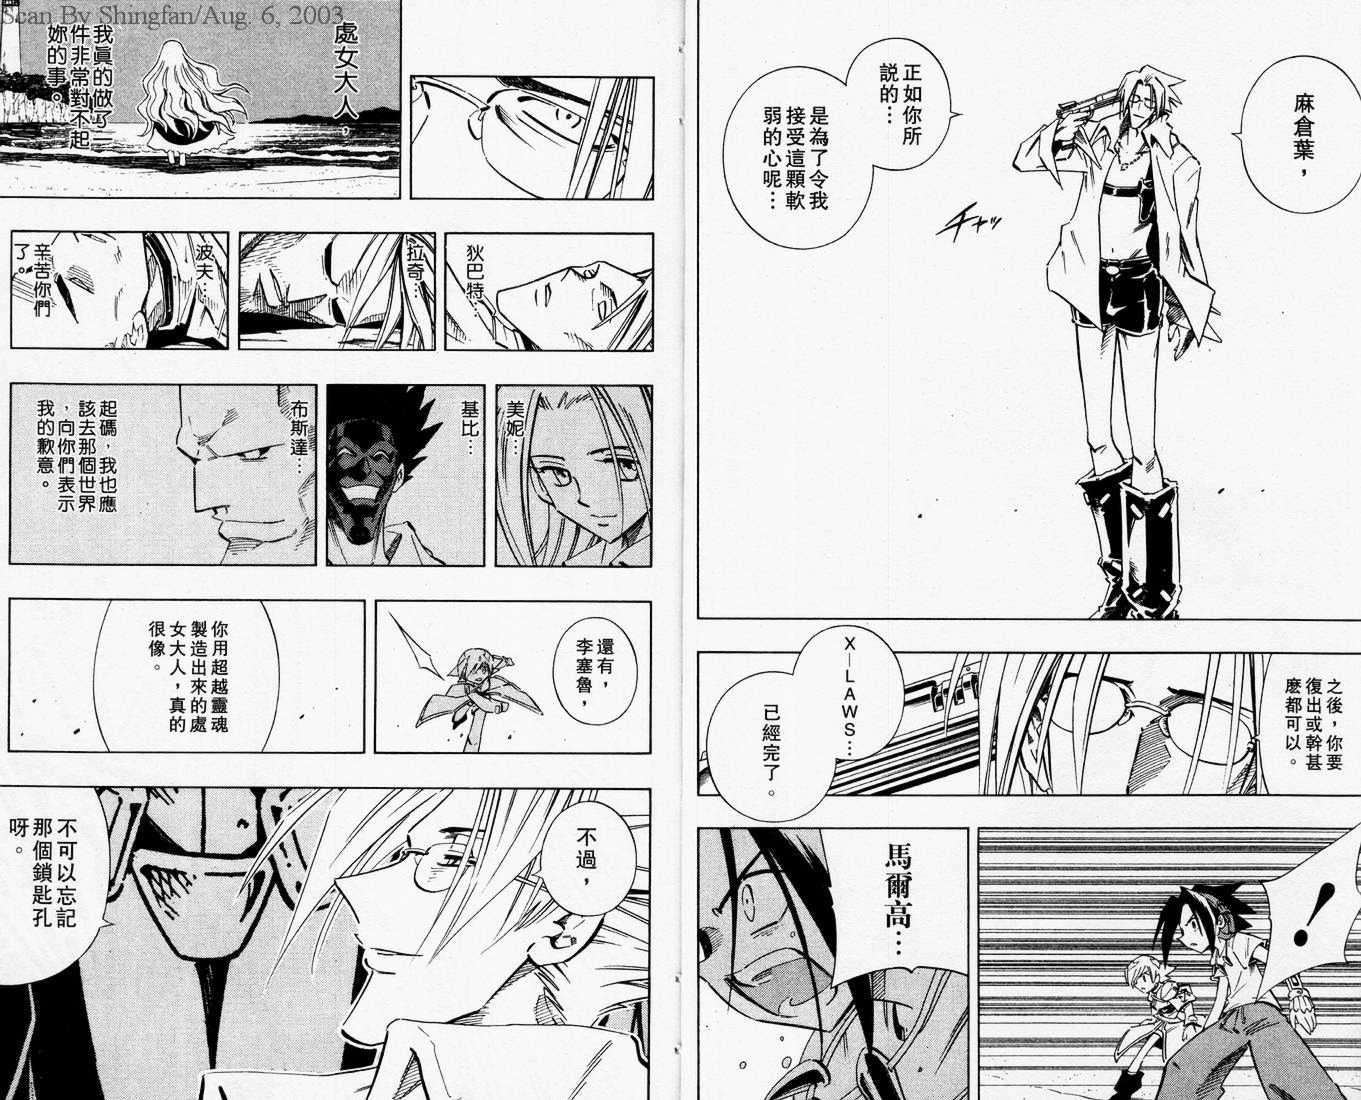 Scan By Shingfan/Aug. 6, 2003
麻倉葉，
正如你所
說的…
是為了令我
接受這顆軟
弱的心呢…
チャッ
之後，你要
復出或幹甚
麼都可以。
X－LAWS…
已經完了。
！
馬爾高…
處女大人，
我真的做了
件非常對不起
妳的事。
狄巴特…
拉奇…
波夫…
辛苦你們
了。
美妮…
基比…
布斯達…
起碼，我也應
該去那個世界
，向你們表示
我的歉意。
還有，
李塞魯，
你用超越靈魂
製造出來的處
女大人，真的
很像。
不過，
不可以忘記
那個鎖匙孔
呀。